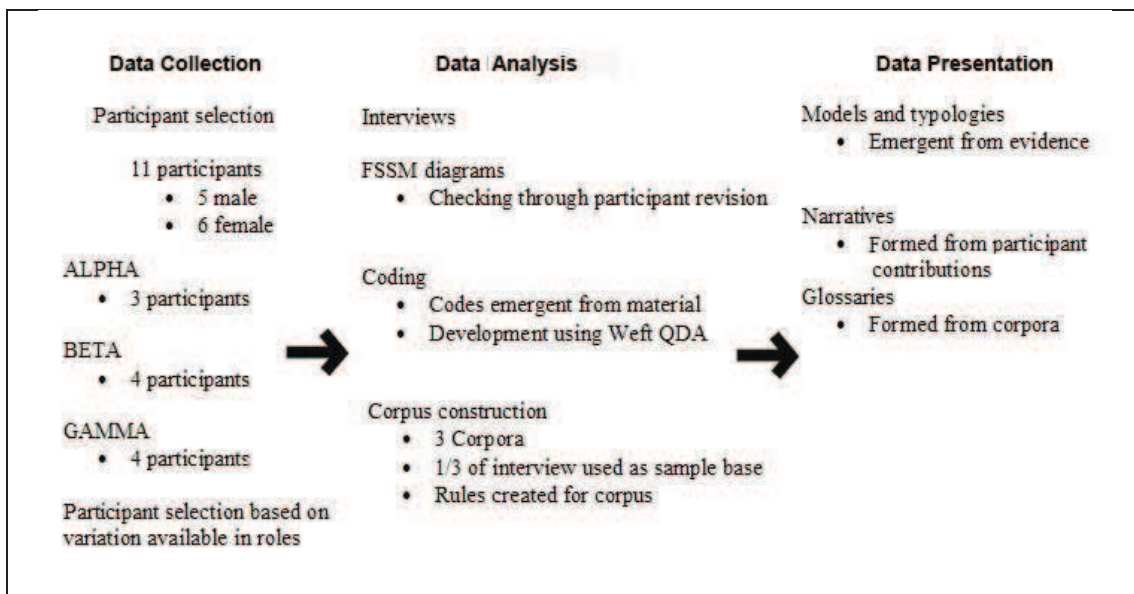 Data Collection
Participant selection
11 participants
• 5 male
• 6 female
ALPHA
• 3 participants
BETA
• 4 participants
GAMMA
• 4 participants
Participant selection based on
variation available in roles
Data Analysis
Interviews
FSSM diagrams
• Checking through participant revision
Coding
• Codes emergent from material
• Development using Weft QDA
Corpus construction
• 3 Corpora
• 1/3 of interview used as sample base
• Rules created for corpus
Data Presentation
Models and typologies
• Emergent from evidence
Narratives
• Formed from participant
contributions
Glossaries
• Formed from corpora